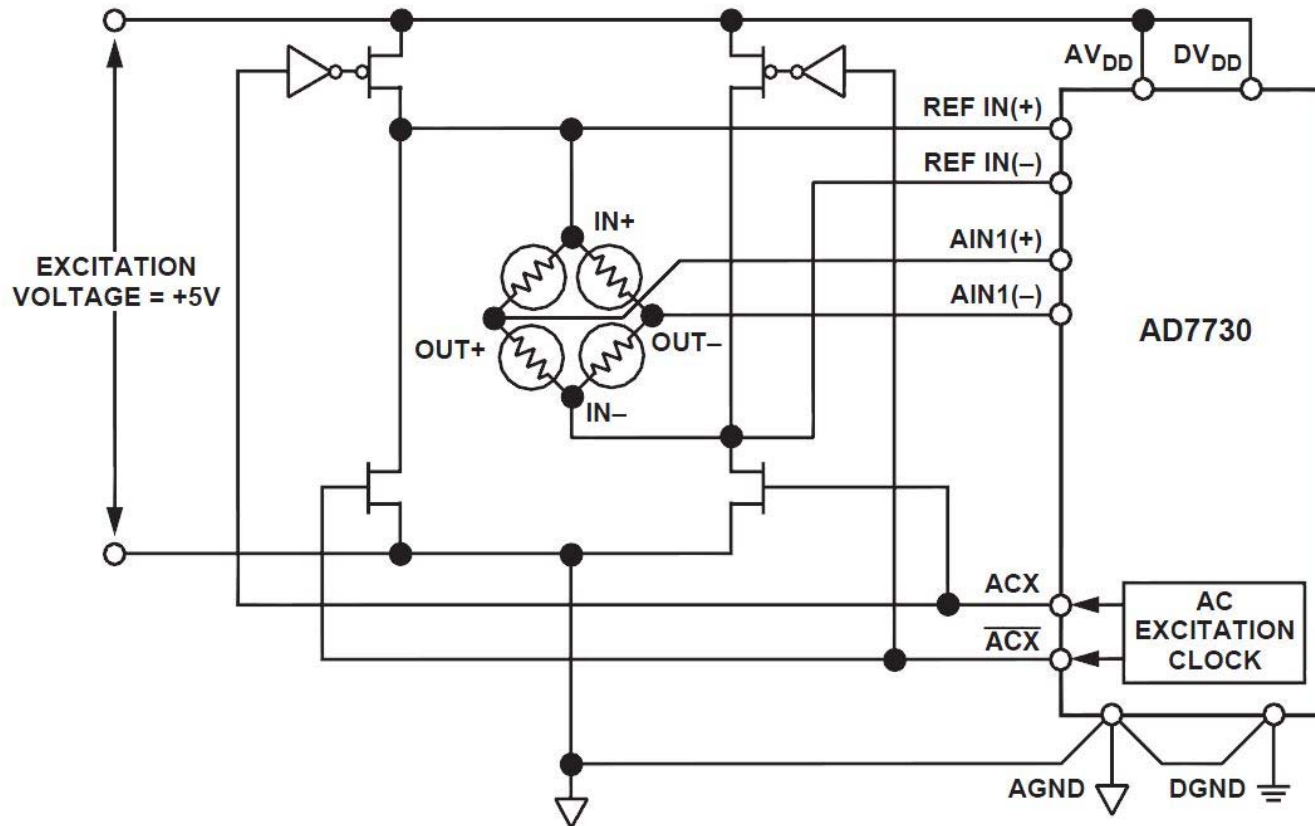 AVDD
DVDD
REF IN(+)
REF IN(–)
IN+
AIN1(+)
EXCITATION
VOLTAGE = +5V
AIN1(–)
AD7730
OUT+
OUT–
IN–
ACX
AC
EXCITATION
CLOCK
A̅C̅X̅
AGND
DGND